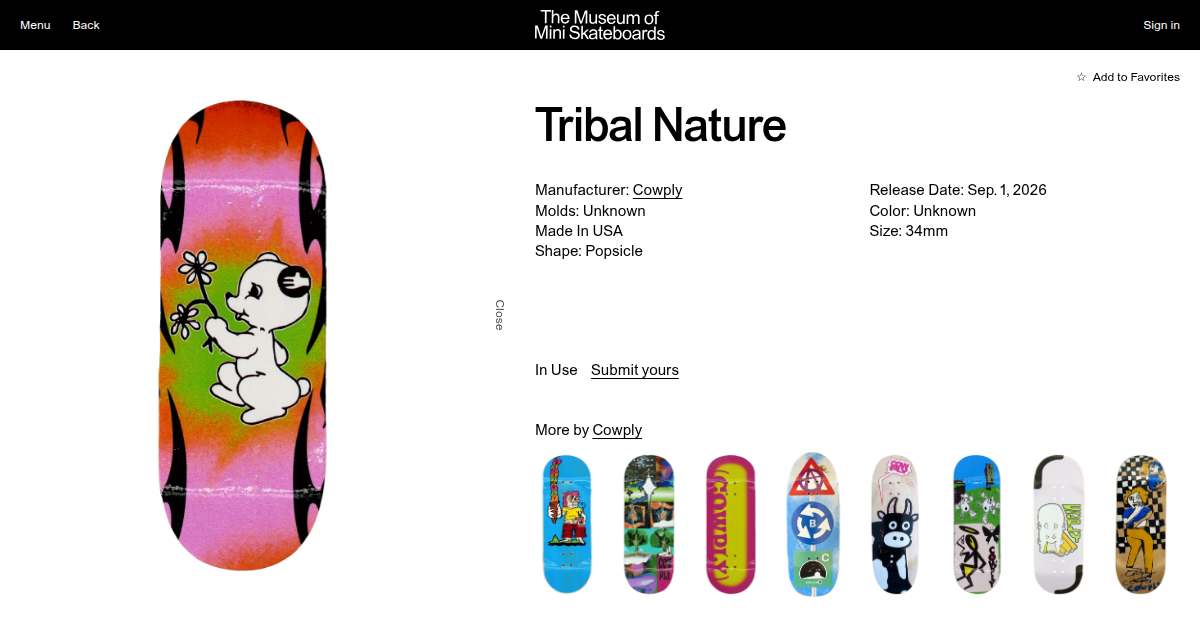 Menu
Back
The Museum of
Mini Skateboards
Sign in
☆ Add to Favorites
Tribal Nature
Manufacturer: Cowply
Molds: Unknown
Made In USA
Shape: Popsicle
Release Date: Sep. 1, 2026
Color: Unknown
Size: 34mm
Close
In Use Submit yours
More by Cowply
COWPLY
B
C